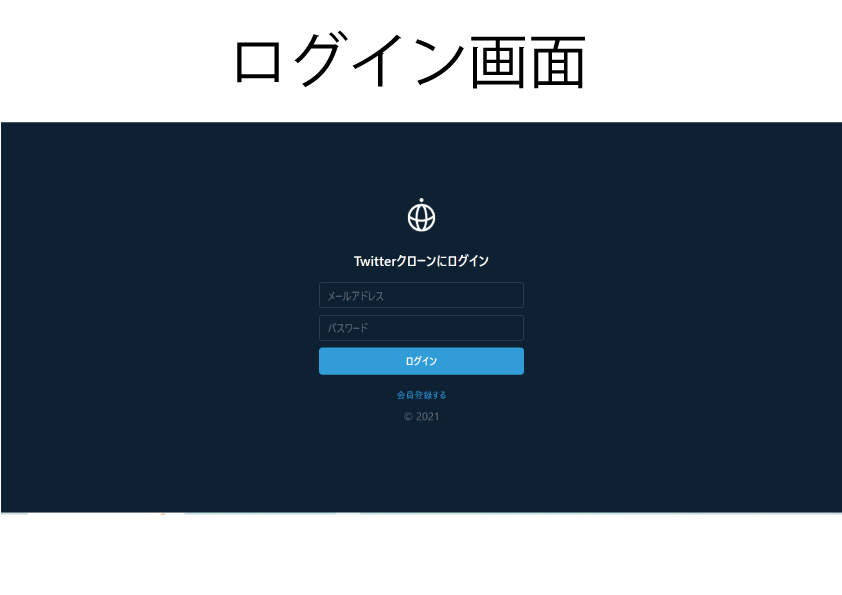 ログイン画面
Twitterクローンにログイン
メールアドレス
パスワード
ログイン
会員登録する
© 2021